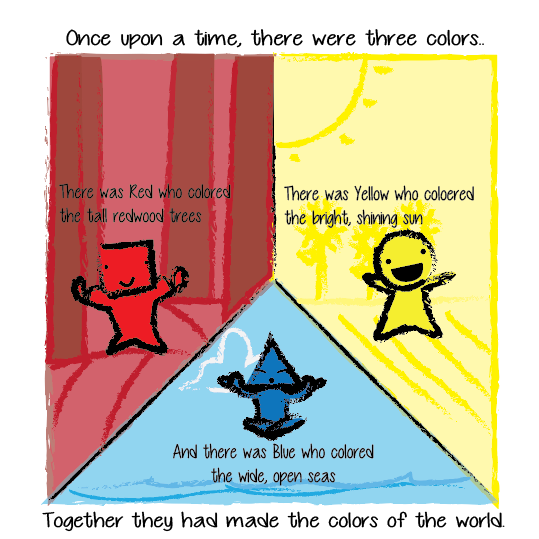 Once upon a time, there were three colors..
There was Red who colored
the tall redwood trees
There was Yellow who coloered
the bright, shining sun
And there was Blue who colored
the wide, open seas
Together they had made the colors of the world.